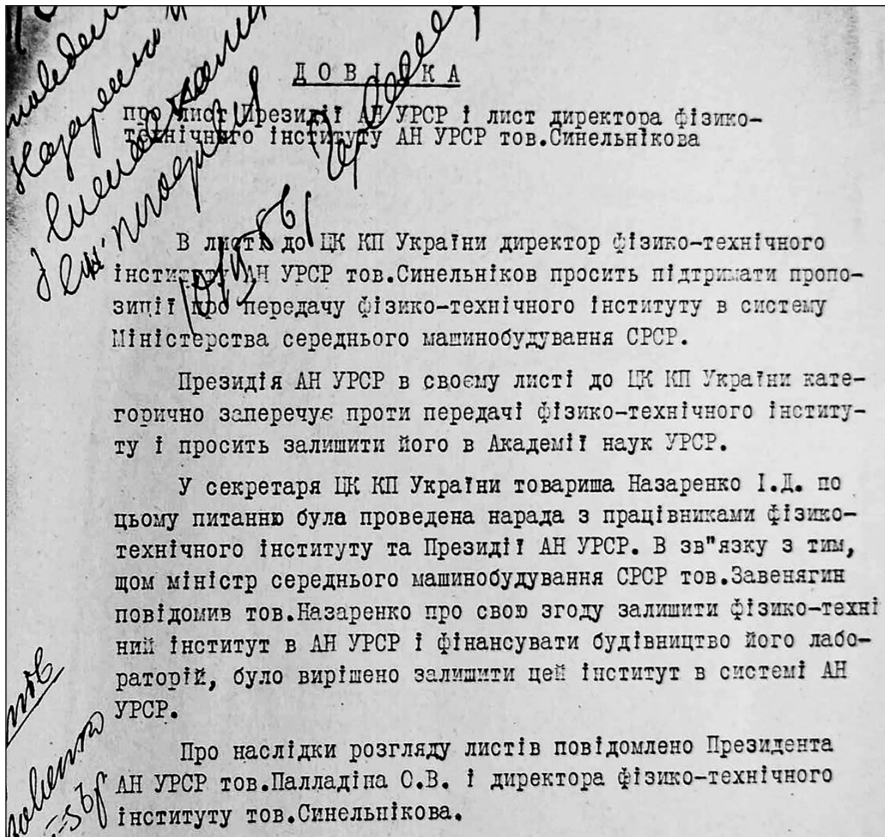 ДОВІДКА
про лист Президії АН УРСР і лист директора фізико-
технічного інституту АН УРСР тов.Синельнікова
В листі до ЦК КП України директор фізико-технічного
інституту АН УРСР тов.Синельніков просить підтримати пропо-
зиції про передачу фізико-технічного інституту в систему
Міністерства середнього машинобудування СРСР.
Президія АН УРСР в своєму листі до ЦК КП України кате-
горично заперечує проти передачі фізико-технічного інститу-
ту і просить залишити його в Академії наук УРСР.
У секретаря ЦК КП України товариша Назаренко І.Д. по
цьому питанню була проведена нарада з працівниками фізико-
технічного інституту та Президії АН УРСР. В зв"язку з тим,
щом міністр середнього машинобудування СРСР тов.Завенягин
повідомив тов.Назаренко про свою згоду залишити фізико-техні
ний інститут в АН УРСР і фінансувати будівництво його лабо-
раторій, було вирішено залишити цей інститут в системі АН
УРСР.
Про наслідки розгляду листів повідомлено Президента
АН УРСР тов.Палладіна О.В. і директора фізико-технічного
інституту тов.Синельнікова.